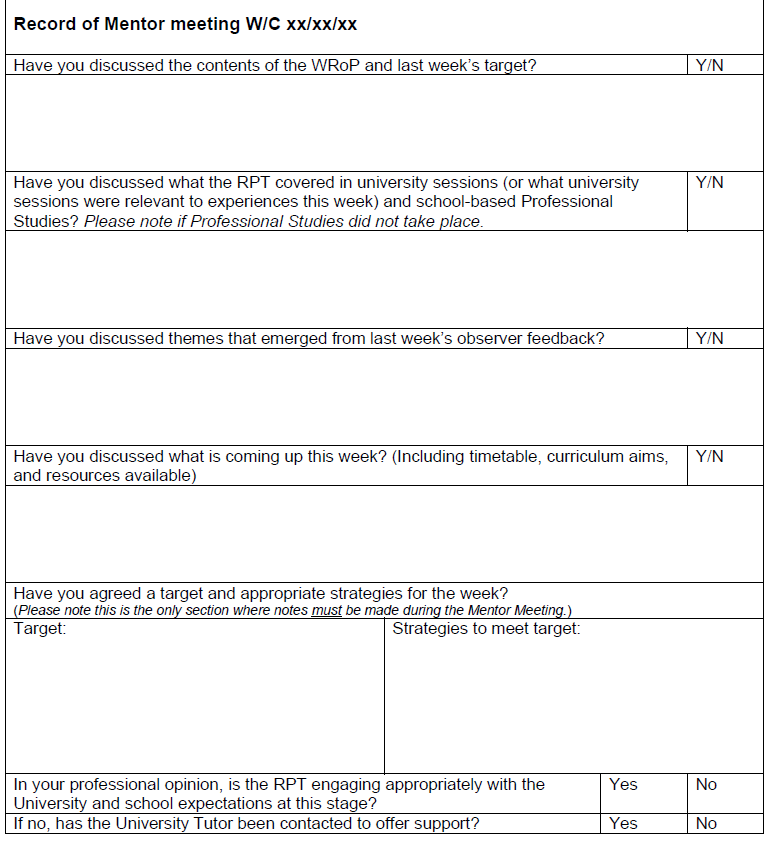 Record of Mentor meeting W/C xx/xx/xx
Have you discussed the contents of the WRoP and last week's target? Y/N
Have you discussed what the RPT covered in university sessions (or what university Y/N
sessions were relevant to experiences this week) and school-based Professional
Studies? Please note if Professional Studies did not take place.
Have you discussed themes that emerged from last week's observer feedback? Y/N
Have you discussed what is coming up this week? (Including timetable, curriculum aims, Y/N
and resources available)
Have you agreed a target and appropriate strategies for the week?
(Please note this is the only section where notes must be made during the Mentor Meeting.)
Target: Strategies to meet target:
In your professional opinion, is the RPT engaging appropriately with the Yes No
University and school expectations at this stage?
If no, has the University Tutor been contacted to offer support? Yes No